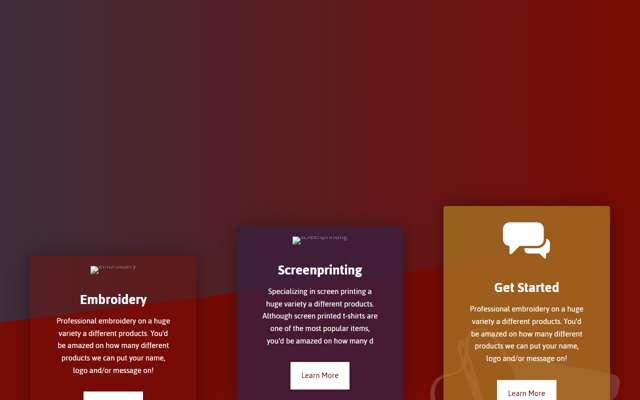 Embroidery
Professional embroidery on a huge
variety a different products. You'd
be amazed on how many different
products we can put your name,
logo and/or message on!
Screenprinting
Specializing in screen printing a
huge variety a different products.
Although screen printed t-shirts are
one of the most popular items,
you'd be amazed on how many d
Learn More
Get Started
Professional embroidery on a huge
variety a different products. You'd
be amazed on how many different
products we can put your name,
logo and/or message on!
Learn More